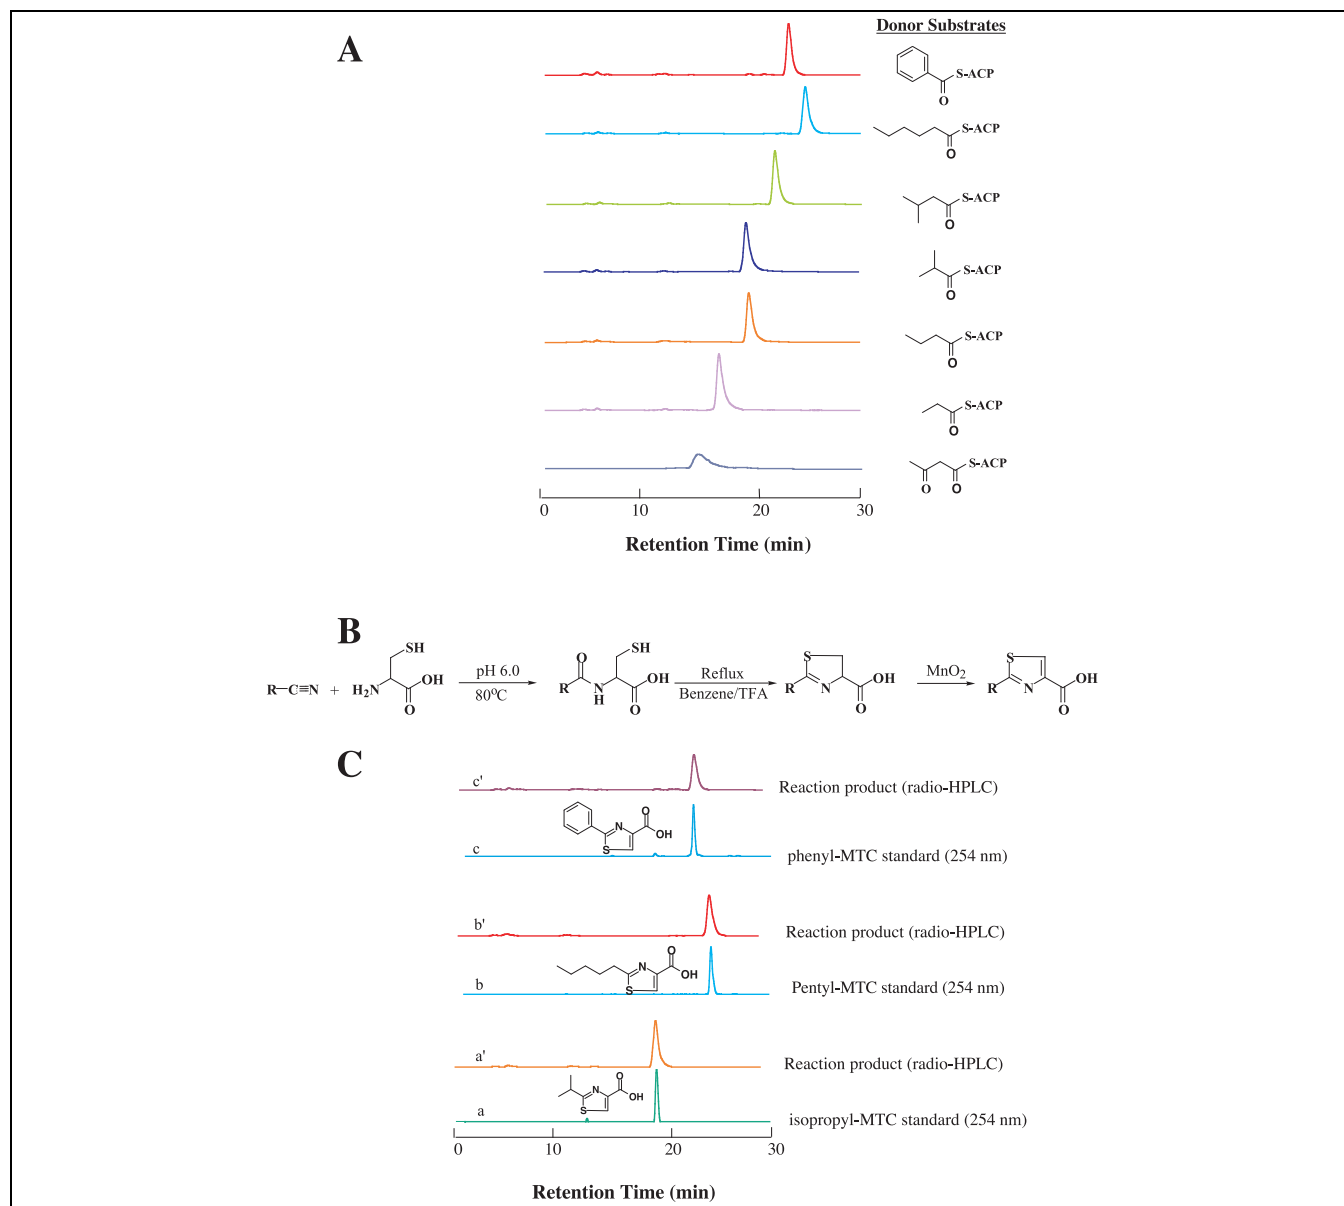 A
Donor Substrates
S-ACP
O
S-ACP
O
S-ACP
O
S-ACP
O
S-ACP
O
S-ACP
O
S-ACP
O O
0 10 20 30
Retention Time (min)
B
R–C≡N + H2N SH OH O
pH 6.0
80°C
R O N H SH OH O
Reflux
Benzene/TFA
S R N OH O
MnO2
S R N OH O
C
c' Reaction product (radio-HPLC)
N S O OH
c phenyl-MTC standard (254 nm)
b' Reaction product (radio-HPLC)
N S O OH
b Pentyl-MTC standard (254 nm)
a' Reaction product (radio-HPLC)
N S O OH
a isopropyl-MTC standard (254 nm)
0 10 20 30
Retention Time (min)